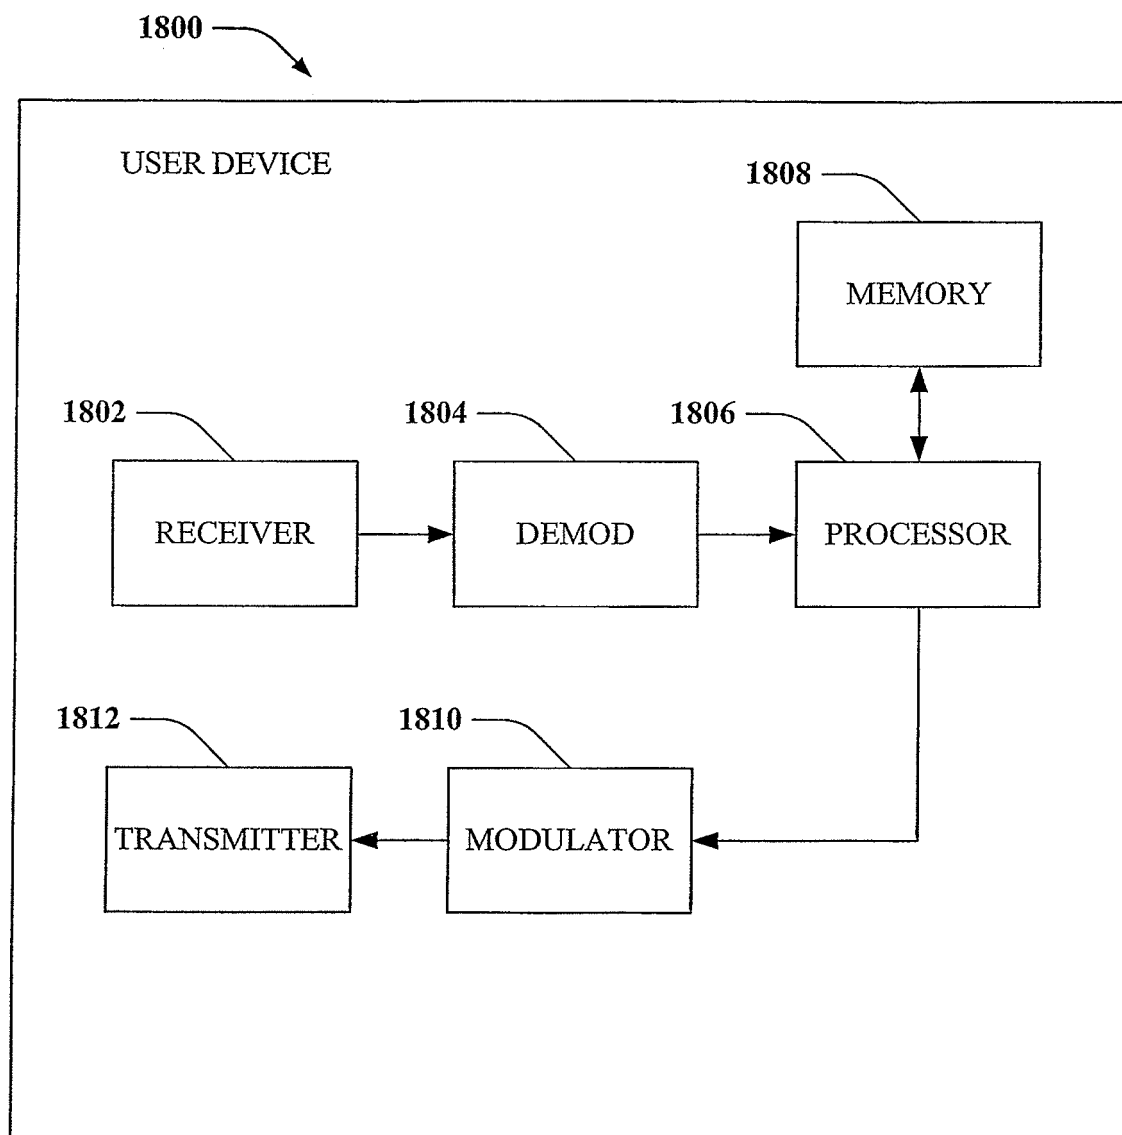 1800
USER DEVICE
1808
MEMORY
1802
1804
1806
RECEIVER
DEMOD
PROCESSOR
1812
1810
TRANSMITTER
MODULATOR